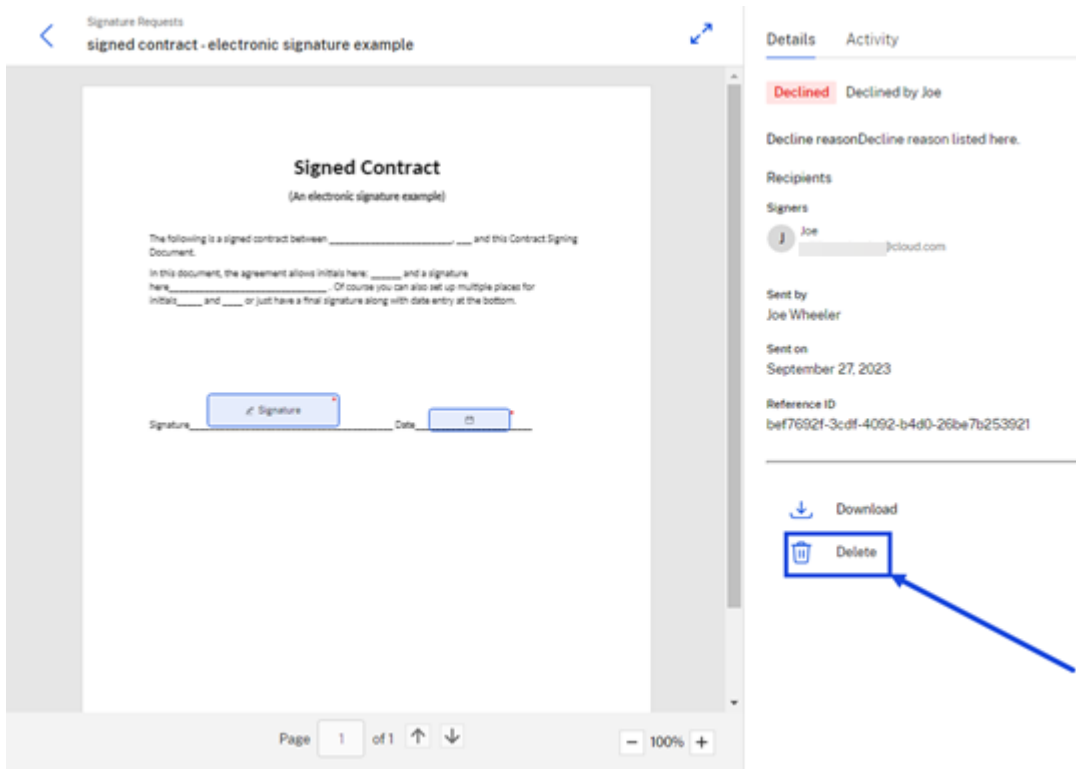 Signature Requests
signed contract - electronic signature example
Signed Contract
(An electronic signature example)
The following is a signed contract between ______________________, ___ and this Contract Signing
Document.
In this document, the agreement allows initials here: ______ and a signature
here______________________________. Of course you can also set up multiple places for
initials_____ and ____ or just have a final signature along with date entry at the bottom.
Signature
Signature______________________________ Date____________________
Page 1 of 1
100%
Details Activity
Declined Declined by Joe
Decline reasonDecline reason listed here.
Recipients
Signers
J Joe
cloud.com
Sent by
Joe Wheeler
Sent on
September 27, 2023
Reference ID
bef7692f-3cdf-4092-b4d0-26be7b253921
Download
Delete